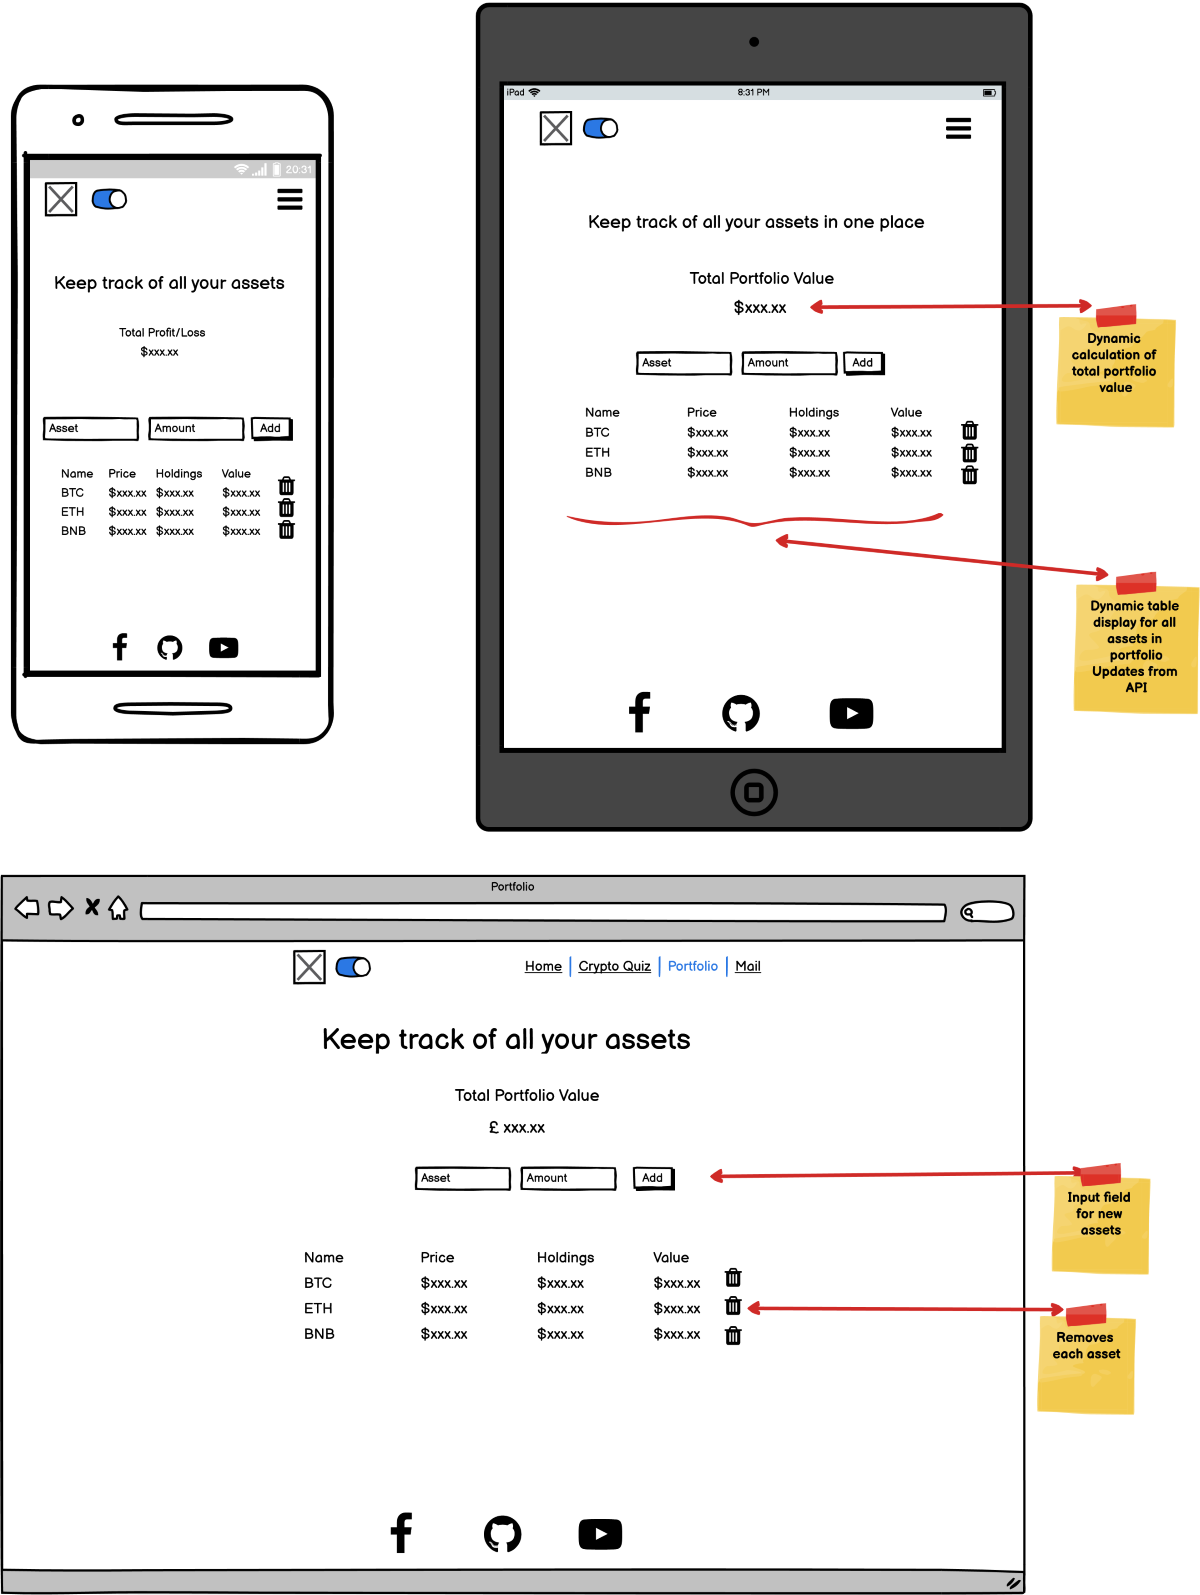 20:31
Keep track of all your assets
Total Profit/Loss
$xxx.xx
Asset Amount Add
Name Price Holdings Value
BTC $xxx.xx $xxx.xx $xxx.xx
ETH $xxx.xx $xxx.xx $xxx.xx
BNB $xxx.xx $xxx.xx $xxx.xx
iPad 8:31 PM
Keep track of all your assets in one place
Total Portfolio Value
$xxx.xx
Asset Amount Add
Name Price Holdings Value
BTC $xxx.xx $xxx.xx $xxx.xx
ETH $xxx.xx $xxx.xx $xxx.xx
BNB $xxx.xx $xxx.xx $xxx.xx
Dynamic
calculation of
total portfolio
value
Dynamic table
display for all
assets in
portfolio
Updates from
API
Portfolio
Home Crypto Quiz Portfolio Mail
Keep track of all your assets
Total Portfolio Value
£ xxx.xx
Asset Amount Add
Name Price Holdings Value
BTC $xxx.xx $xxx.xx $xxx.xx
ETH $xxx.xx $xxx.xx $xxx.xx
BNB $xxx.xx $xxx.xx $xxx.xx
Input field
for new
assets
Removes
each asset